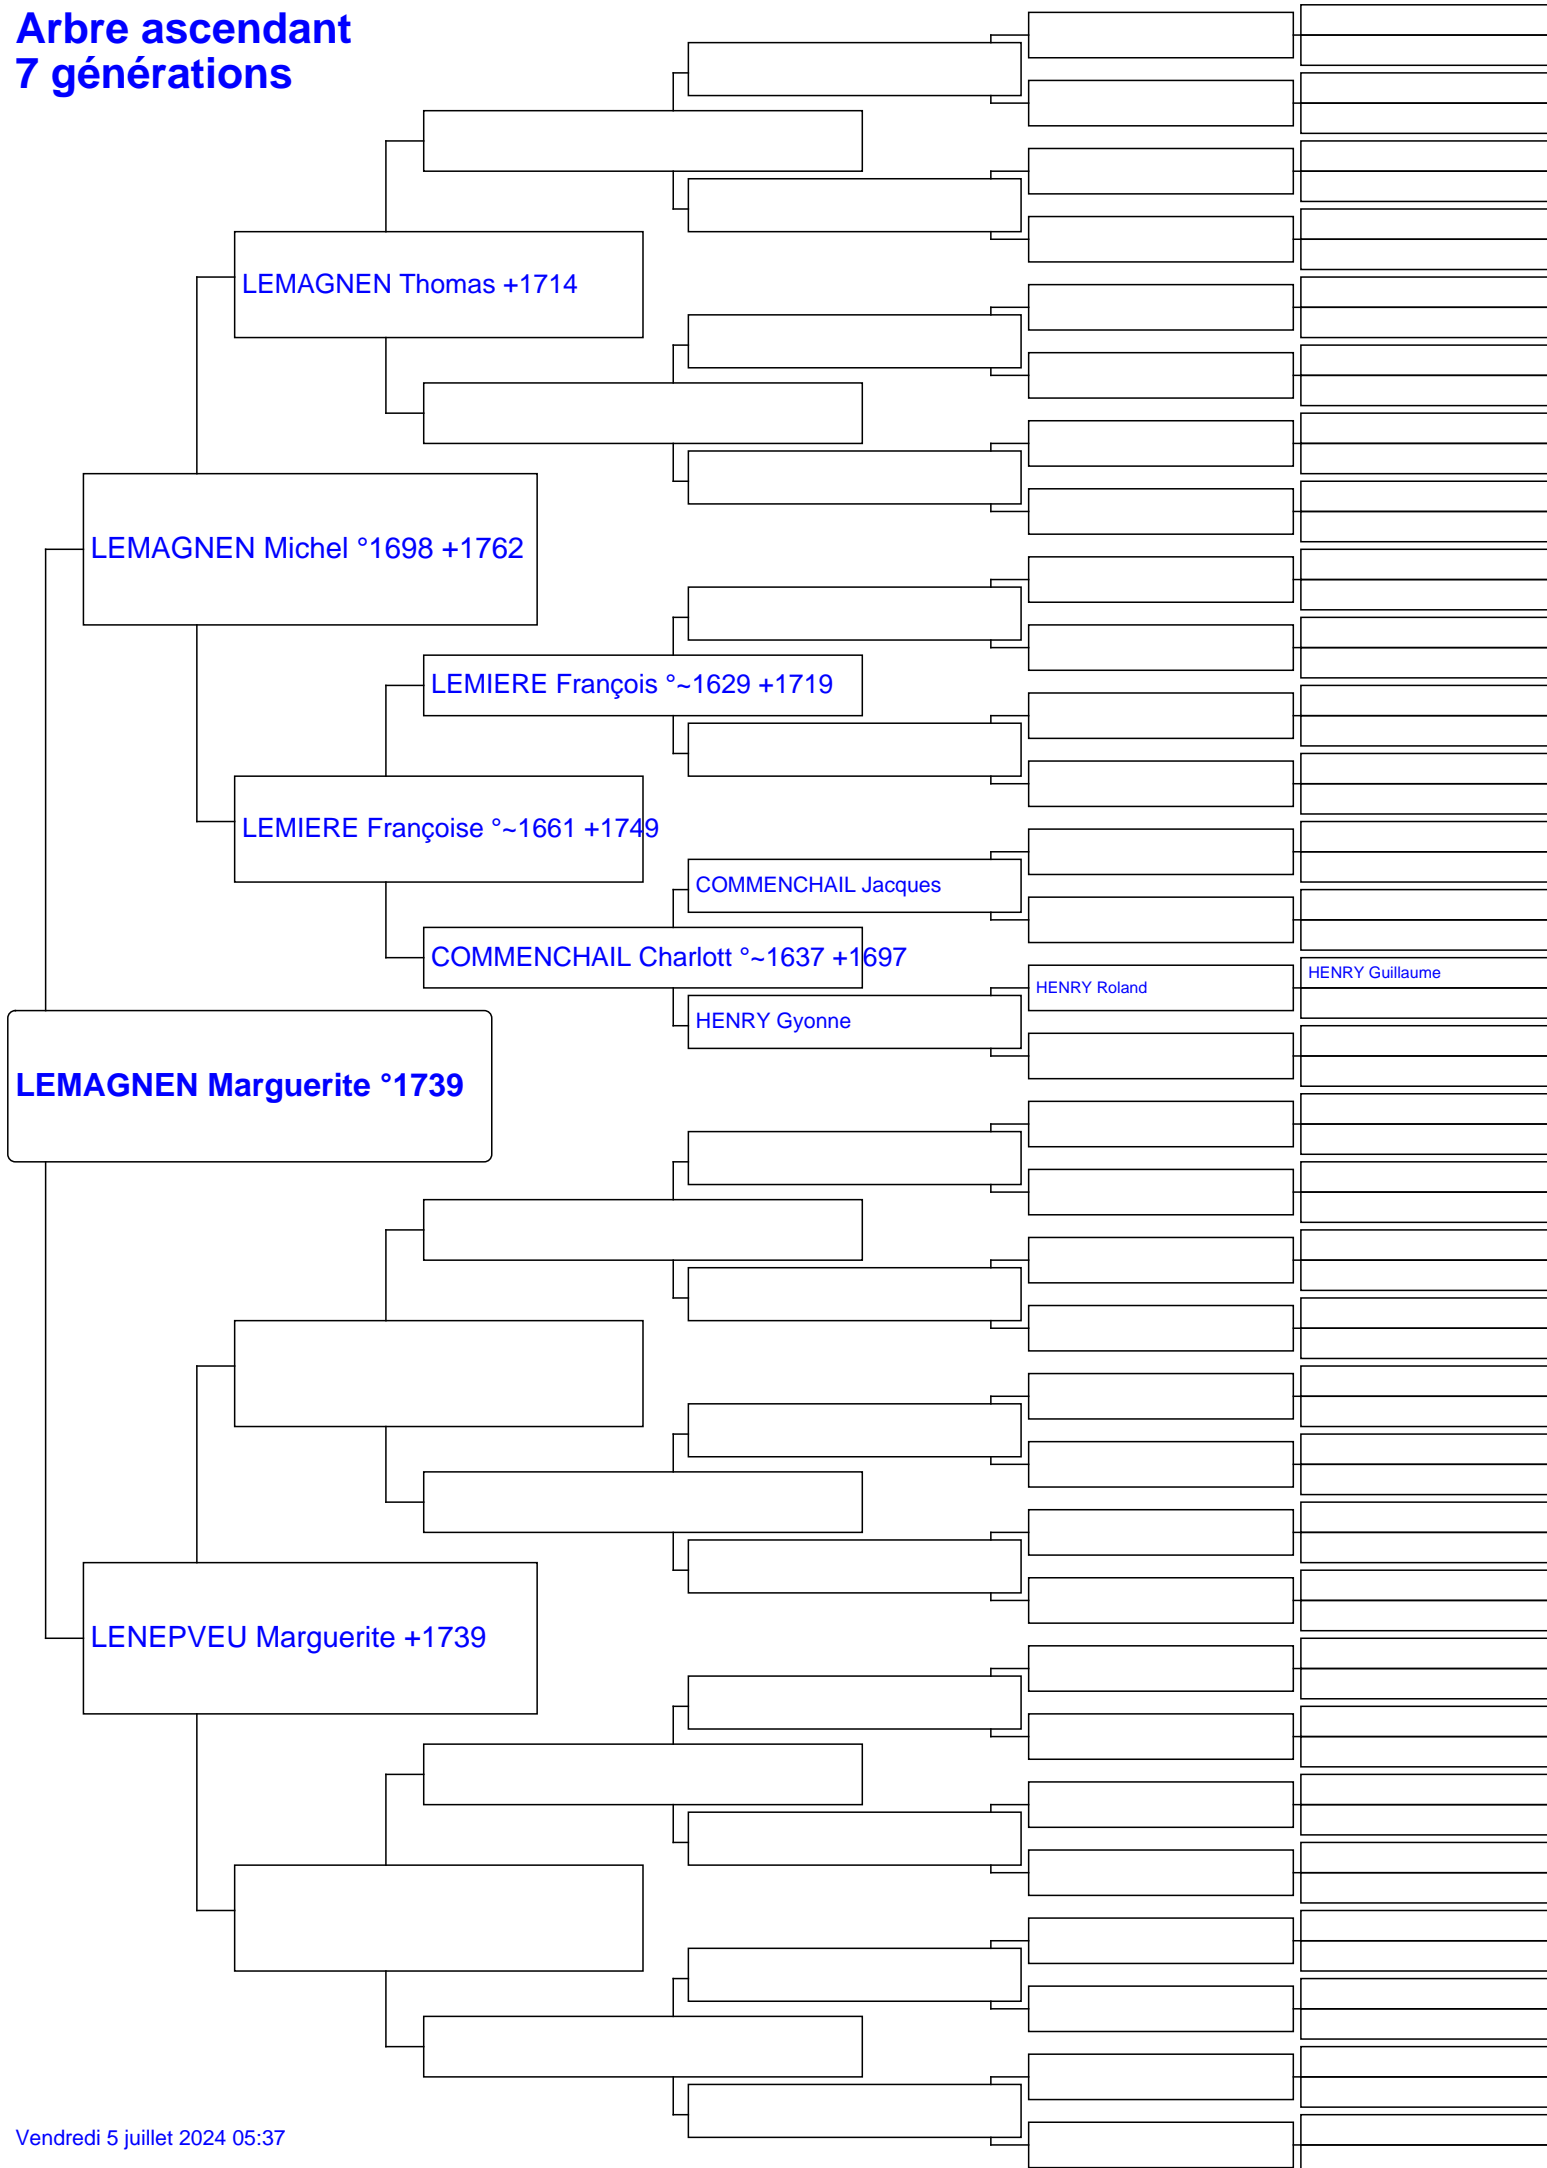 Arbre ascendant
7 générations
LEMAGNEN Thomas +1714
LEMAGNEN Michel °1698 +1762
LEMIERE François °~1629 +1719
LEMIERE Françoise °~1661 +1749
COMMENCHAIL Jacques
COMMENCHAIL Charlott °~1637 +1697
HENRY Guillaume
HENRY Roland
HENRY Gyonne
LEMAGNEN Marguerite °1739
LENEPVEU Marguerite +1739
Vendredi 5 juillet 2024 05:37